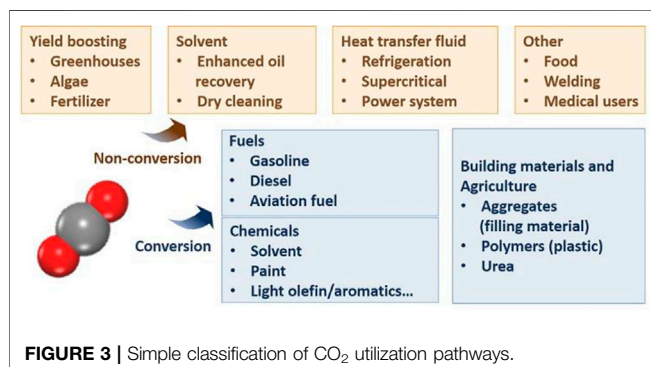 Yield boosting
• Greenhouses
• Algae
• Fertilizer
Solvent
• Enhanced oil
recovery
• Dry cleaning
Heat transfer fluid
• Refrigeration
• Supercritical
• Power system
Other
• Food
• Welding
• Medical users
Non-conversion
Conversion
Fuels
• Gasoline
• Diesel
• Aviation fuel
Chemicals
• Solvent
• Paint
• Light olefin/aromatics...
Building materials and
Agriculture
• Aggregates
(filling material)
• Polymers (plastic)
• Urea
FIGURE 3 | Simple classification of CO₂ utilization pathways.